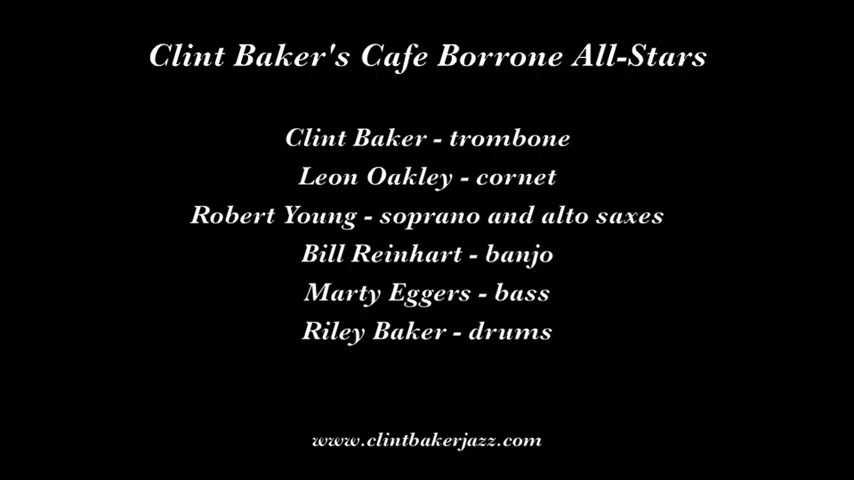 Clint Baker's Cafe Borrone All-Stars
Clint Baker - trombone
Leon Oakley - cornet
Robert Young - soprano and alto saxes
Bill Reinhart - banjo
Marty Eggers - bass
Riley Baker - drums
www.clintbakerjazz.com